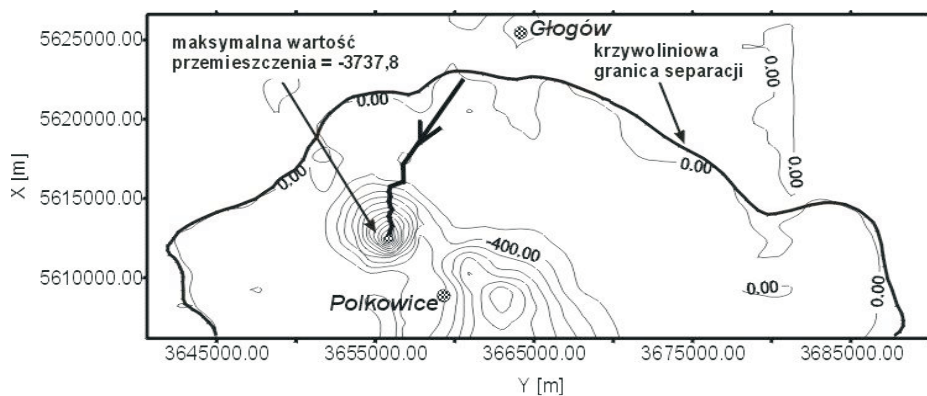 5625000.00
5620000.00
5615000.00
5610000.00
X [m]
maksymalna wartość
przemieszczenia = -3737,8
Głogów
krzywoliniowa
granica separacji
0.00
0.00
0.00
0.00
0.00
-400.00
0.00
0.00
Polkowice
3645000.00
3655000.00
3665000.00
3675000.00
3685000.00
Y [m]